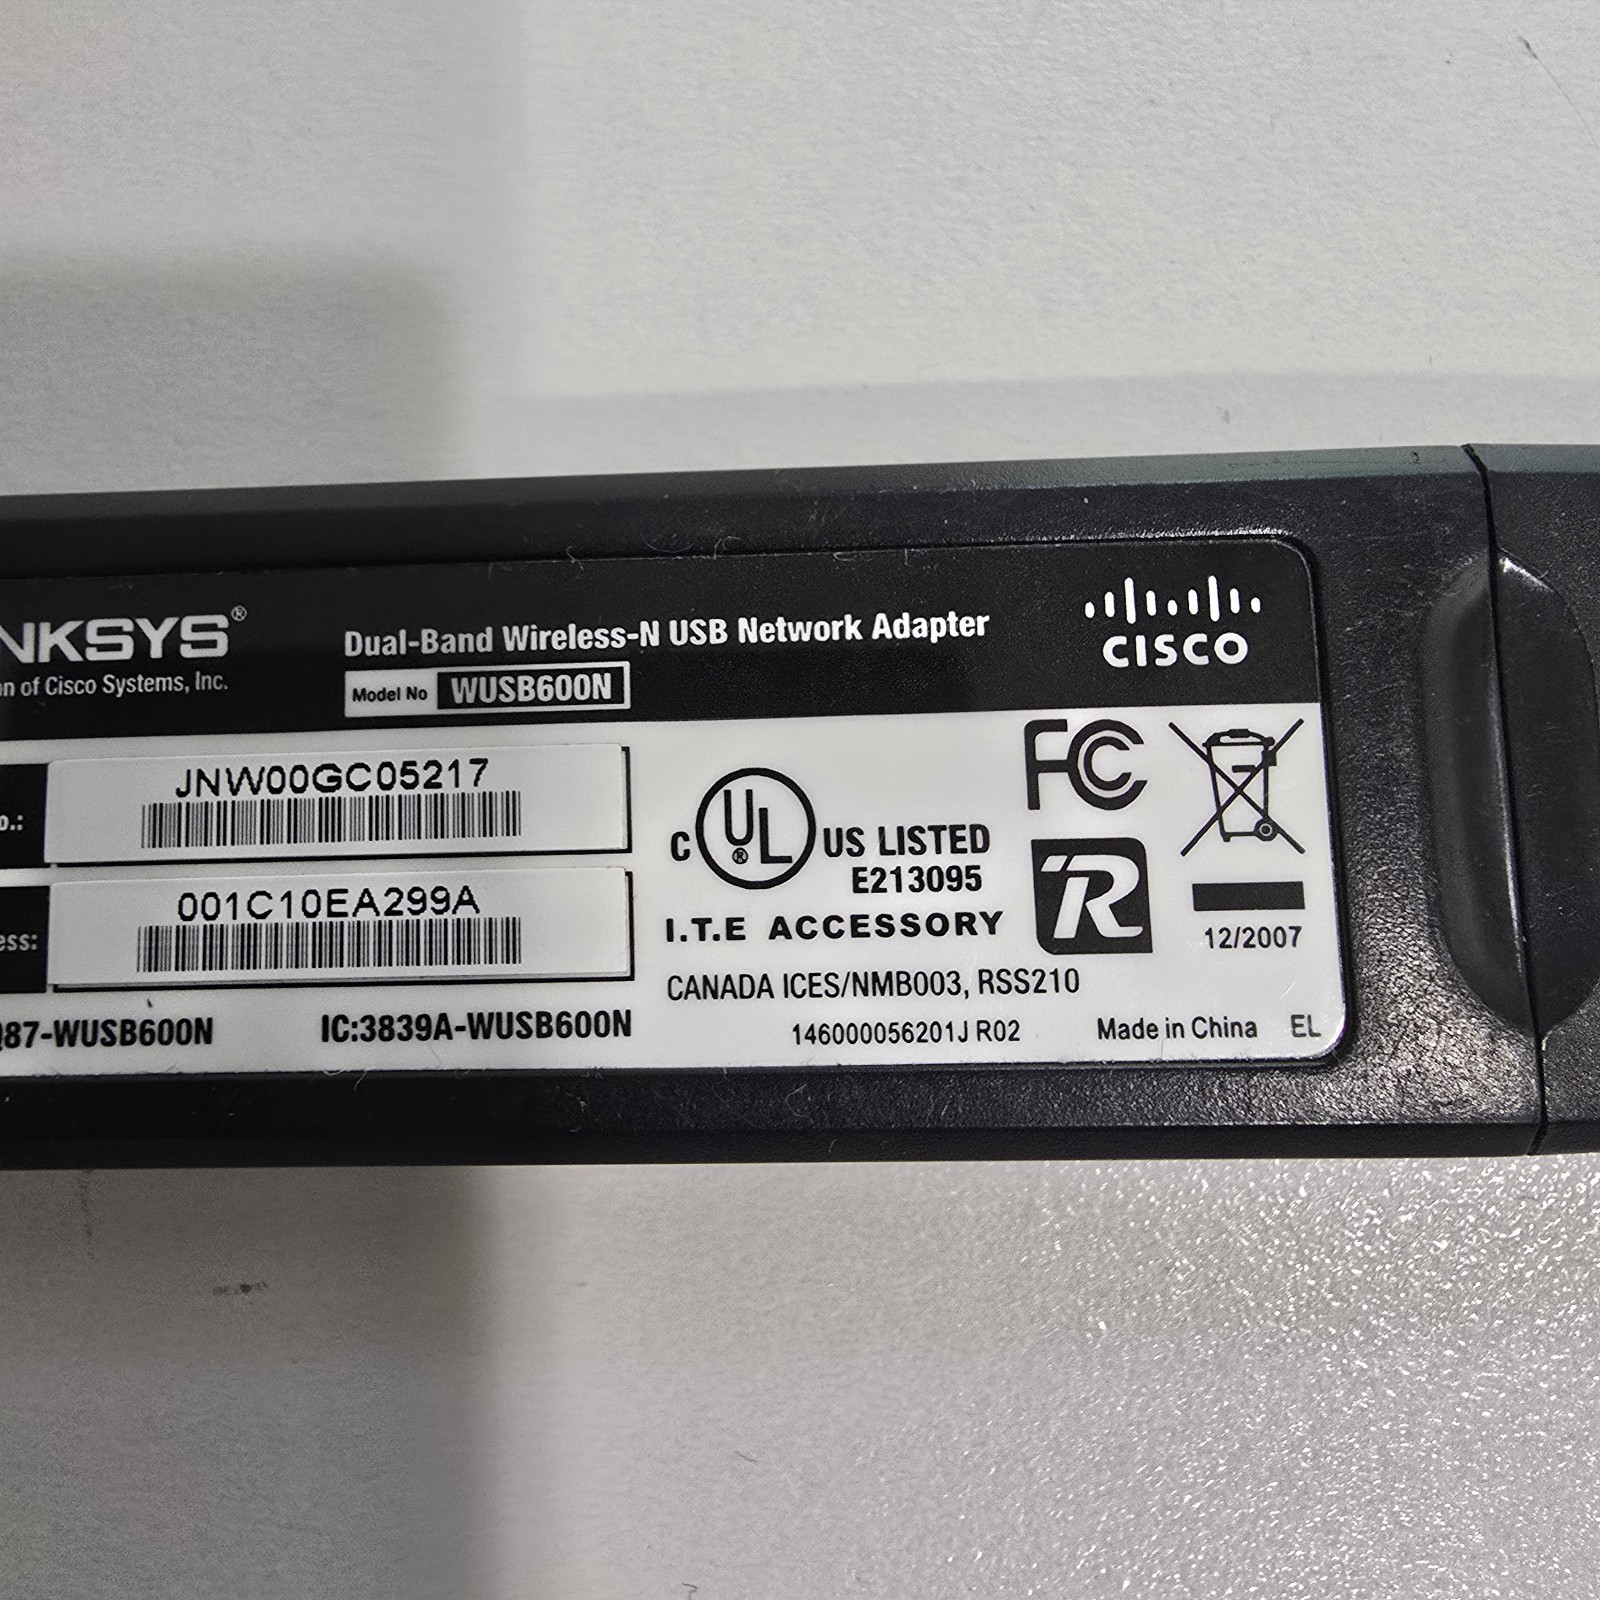 NKSYS®
Dual-Band Wireless-N USB Network Adapter
CISCO
n of Cisco Systems, Inc.
Model No WUSB600N
FC
o.:
JNW00GC05217
C UL® US LISTED
E213095
R
ess:
001C10EA299A
I.T.E ACCESSORY
12/2007
CANADA ICES/NMB003, RSS210
87-WUSB600N
IC:3839A-WUSB600N
146000056201J R02
Made in China
EL